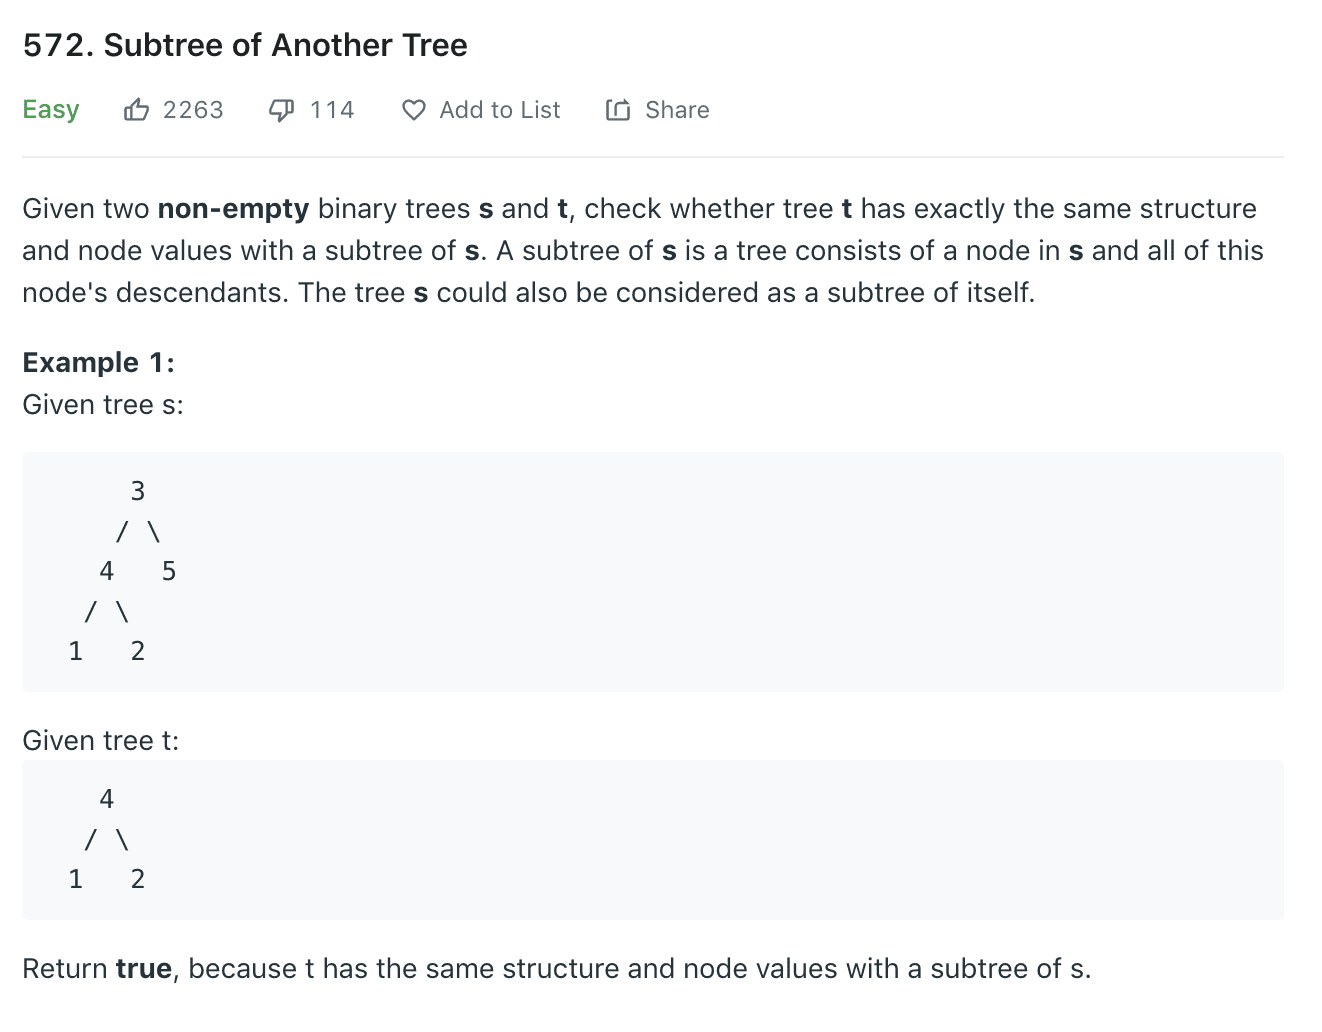 572. Subtree of Another Tree
Easy 2263 114 Add to List Share
Given two non-empty binary trees s and t, check whether tree t has exactly the same structure
and node values with a subtree of s. A subtree of s is a tree consists of a node in s and all of this
node's descendants. The tree s could also be considered as a subtree of itself.
Example 1:
Given tree s:
3
/ \
4 5
/ \
1 2
Given tree t:
4
/ \
1 2
Return true, because t has the same structure and node values with a subtree of s.